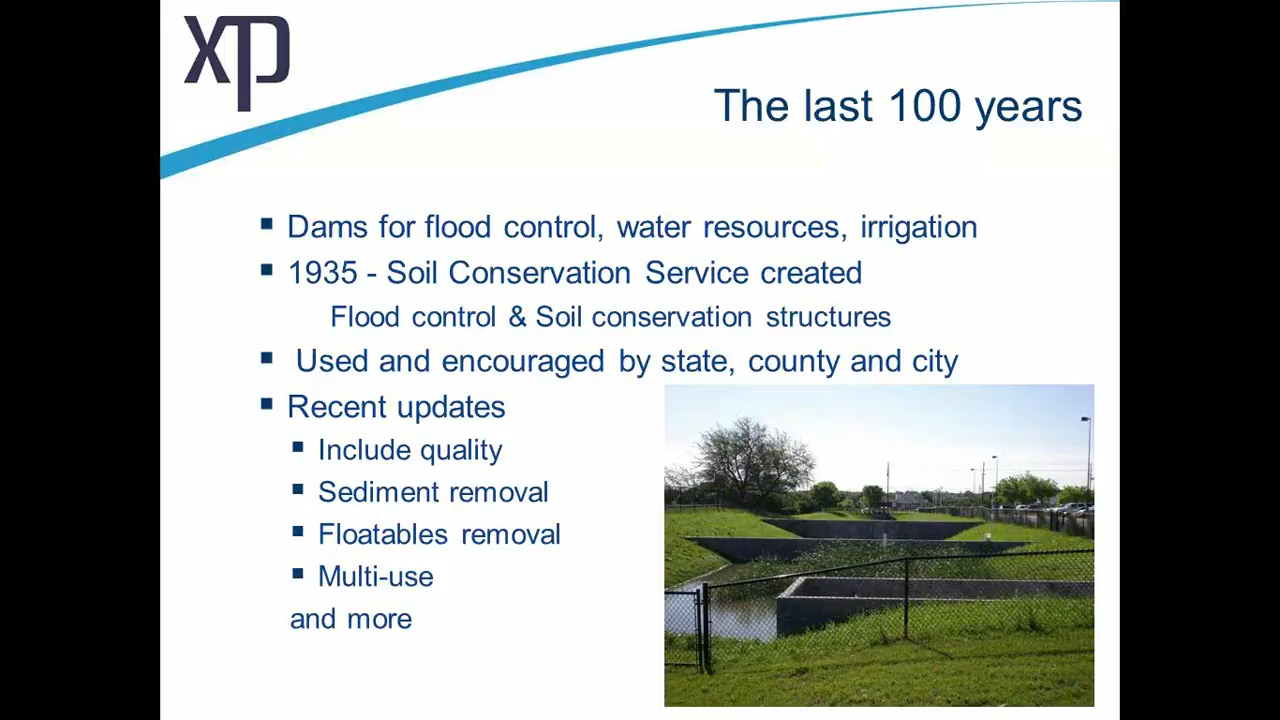 xp
The last 100 years
Dams for flood control, water resources, irrigation
1935 - Soil Conservation Service created
Flood control & Soil conservation structures
Used and encouraged by state, county and city
Recent updates
Include quality
Sediment removal
Floatables removal
Multi-use
and more